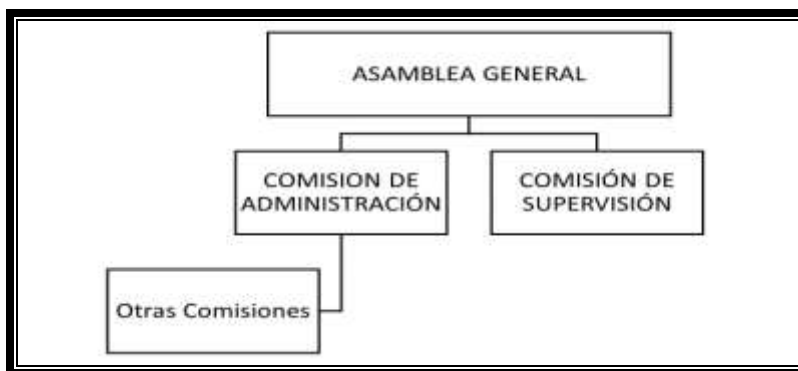 ASAMBLEA GENERAL
COMISION DE
ADMINISTRACIÓN
COMISIÓN DE
SUPERVISIÓN
Otras Comisiones